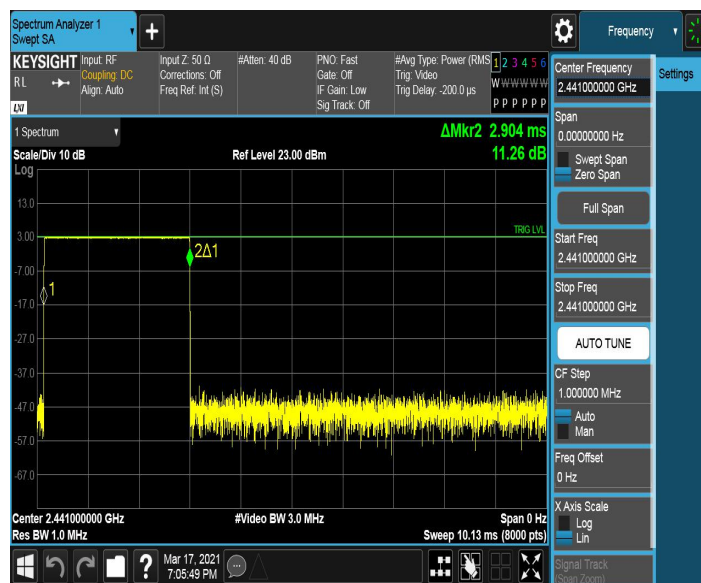 Spectrum Analyzer 1
Swept SA
Frequency
KEYSIGHT
RL
LXI
Input: RF
Coupling: DC
Align: Auto
Input Z: 50 Ω
Corrections: Off
Freq Ref: Int (S)
#Atten: 40 dB
PNO: Fast
Gate: Off
IF Gain: Low
Sig Track: Off
#Avg Type: Power (RMS
Trig: Video
Trig Delay: -200.0 µs
1 2 3 4 5 6
W W W W W W
P P P P P P
Settings
1 Spectrum
ΔMkr2 2.904 ms
11.26 dB
Scale/Div 10 dB
Ref Level 23.00 dBm
Log
13.0
3.00
-7.00
-17.0
-27.0
-37.0
-47.0
-57.0
-67.0
TRIG LVL
2Δ1
1
Center 2.441000000 GHz
Res BW 1.0 MHz
#Video BW 3.0 MHz
Span 0 Hz
Sweep 10.13 ms (8000 pts)
Center Frequency
2.441000000 GHz
Span
0.00000000 Hz
Swept Span
Zero Span
Full Span
Start Freq
2.441000000 GHz
Stop Freq
2.441000000 GHz
AUTO TUNE
CF Step
1.000000 MHz
Auto
Man
Freq Offset
0 Hz
X Axis Scale
Log
Lin
Signal Track
(Span Zoom)
?
Mar 17, 2021
7:05:49 PM